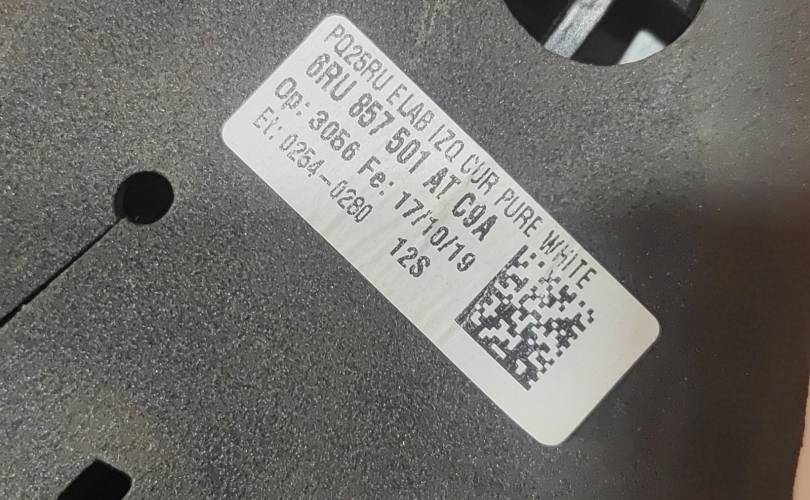 PQ25RU ELAB IZQ CUR PURE WHITE
6RU 857 501 AT C9A
Op: 3056 Fe: 17/10/19
Et: 0254-0280 12S